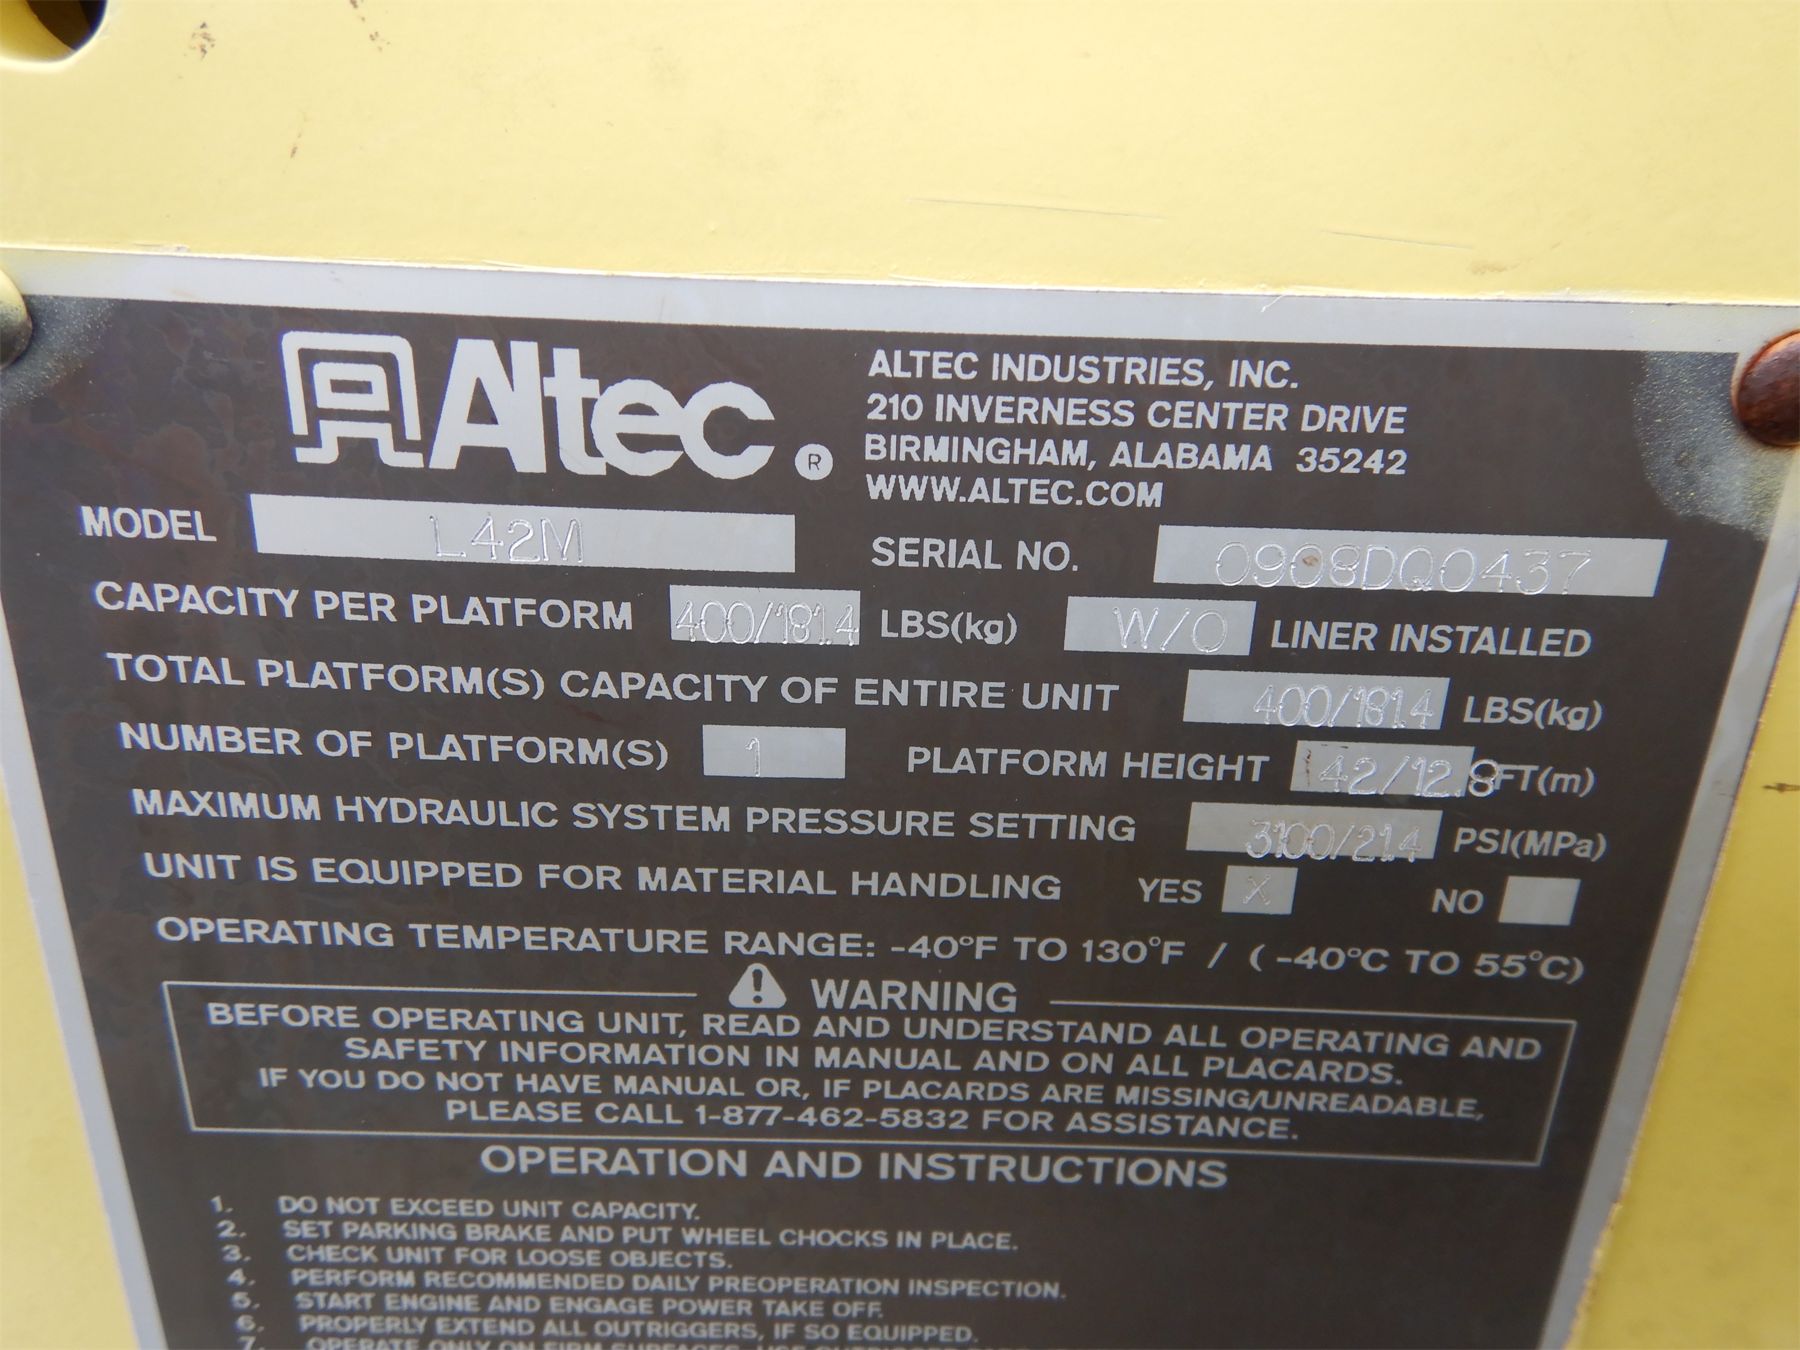 Altec®
ALTEC INDUSTRIES, INC.
210 INVERNESS CENTER DRIVE
BIRMINGHAM, ALABAMA 35242
WWW.ALTEC.COM
MODEL L42M SERIAL NO. 0908DQ0437
CAPACITY PER PLATFORM 400/181.4 LBS(kg) W/O LINER INSTALLED
TOTAL PLATFORM(S) CAPACITY OF ENTIRE UNIT 400/181.4 LBS(kg)
NUMBER OF PLATFORM(S) 1 PLATFORM HEIGHT 42/12.8 FT(m)
MAXIMUM HYDRAULIC SYSTEM PRESSURE SETTING 3100/21.4 PSI(MPa)
UNIT IS EQUIPPED FOR MATERIAL HANDLING YES X NO
OPERATING TEMPERATURE RANGE: -40°F TO 130°F / (-40°C TO 55°C)
WARNING
BEFORE OPERATING UNIT, READ AND UNDERSTAND ALL OPERATING AND
SAFETY INFORMATION IN MANUAL AND ON ALL PLACARDS.
IF YOU DO NOT HAVE MANUAL OR, IF PLACARDS ARE MISSING/UNREADABLE,
PLEASE CALL 1-877-462-5832 FOR ASSISTANCE.
OPERATION AND INSTRUCTIONS
1. DO NOT EXCEED UNIT CAPACITY.
2. SET PARKING BRAKE AND PUT WHEEL CHOCKS IN PLACE.
3. CHECK UNIT FOR LOOSE OBJECTS.
4. PERFORM RECOMMENDED DAILY PREOPERATION INSPECTION.
5. START ENGINE AND ENGAGE POWER TAKE OFF.
6. PROPERLY EXTEND ALL OUTRIGGERS, IF SO EQUIPPED.
7. OPERATE ONLY ON FIRM SURFACES,